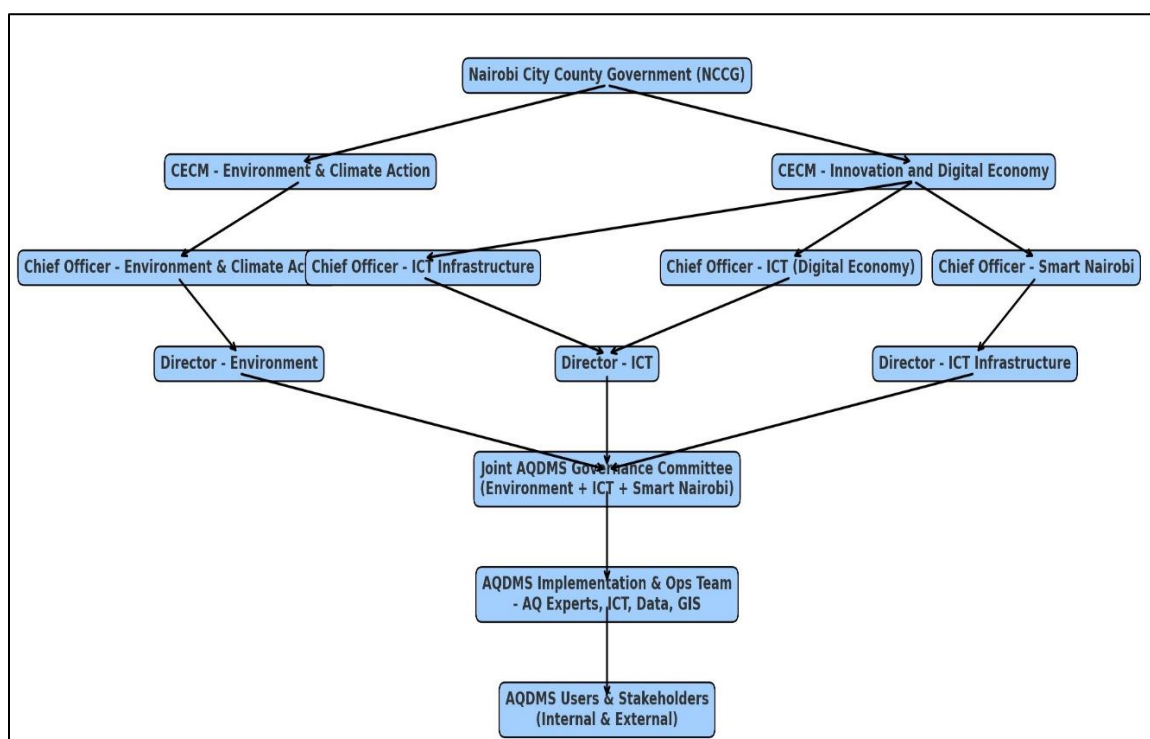 Nairobi City County Government (NCCG)
CECM - Environment & Climate Action
CECM - Innovation and Digital Economy
Chief Officer - Environment & Climate Ac
Chief Officer - ICT Infrastructure
Chief Officer - ICT (Digital Economy)
Chief Officer - Smart Nairobi
Director - Environment
Director - ICT
Director - ICT Infrastructure
Joint AQDMS Governance Committee
(Environment + ICT + Smart Nairobi)
AQDMS Implementation & Ops Team
- AQ Experts, ICT, Data, GIS
AQDMS Users & Stakeholders
(Internal & External)